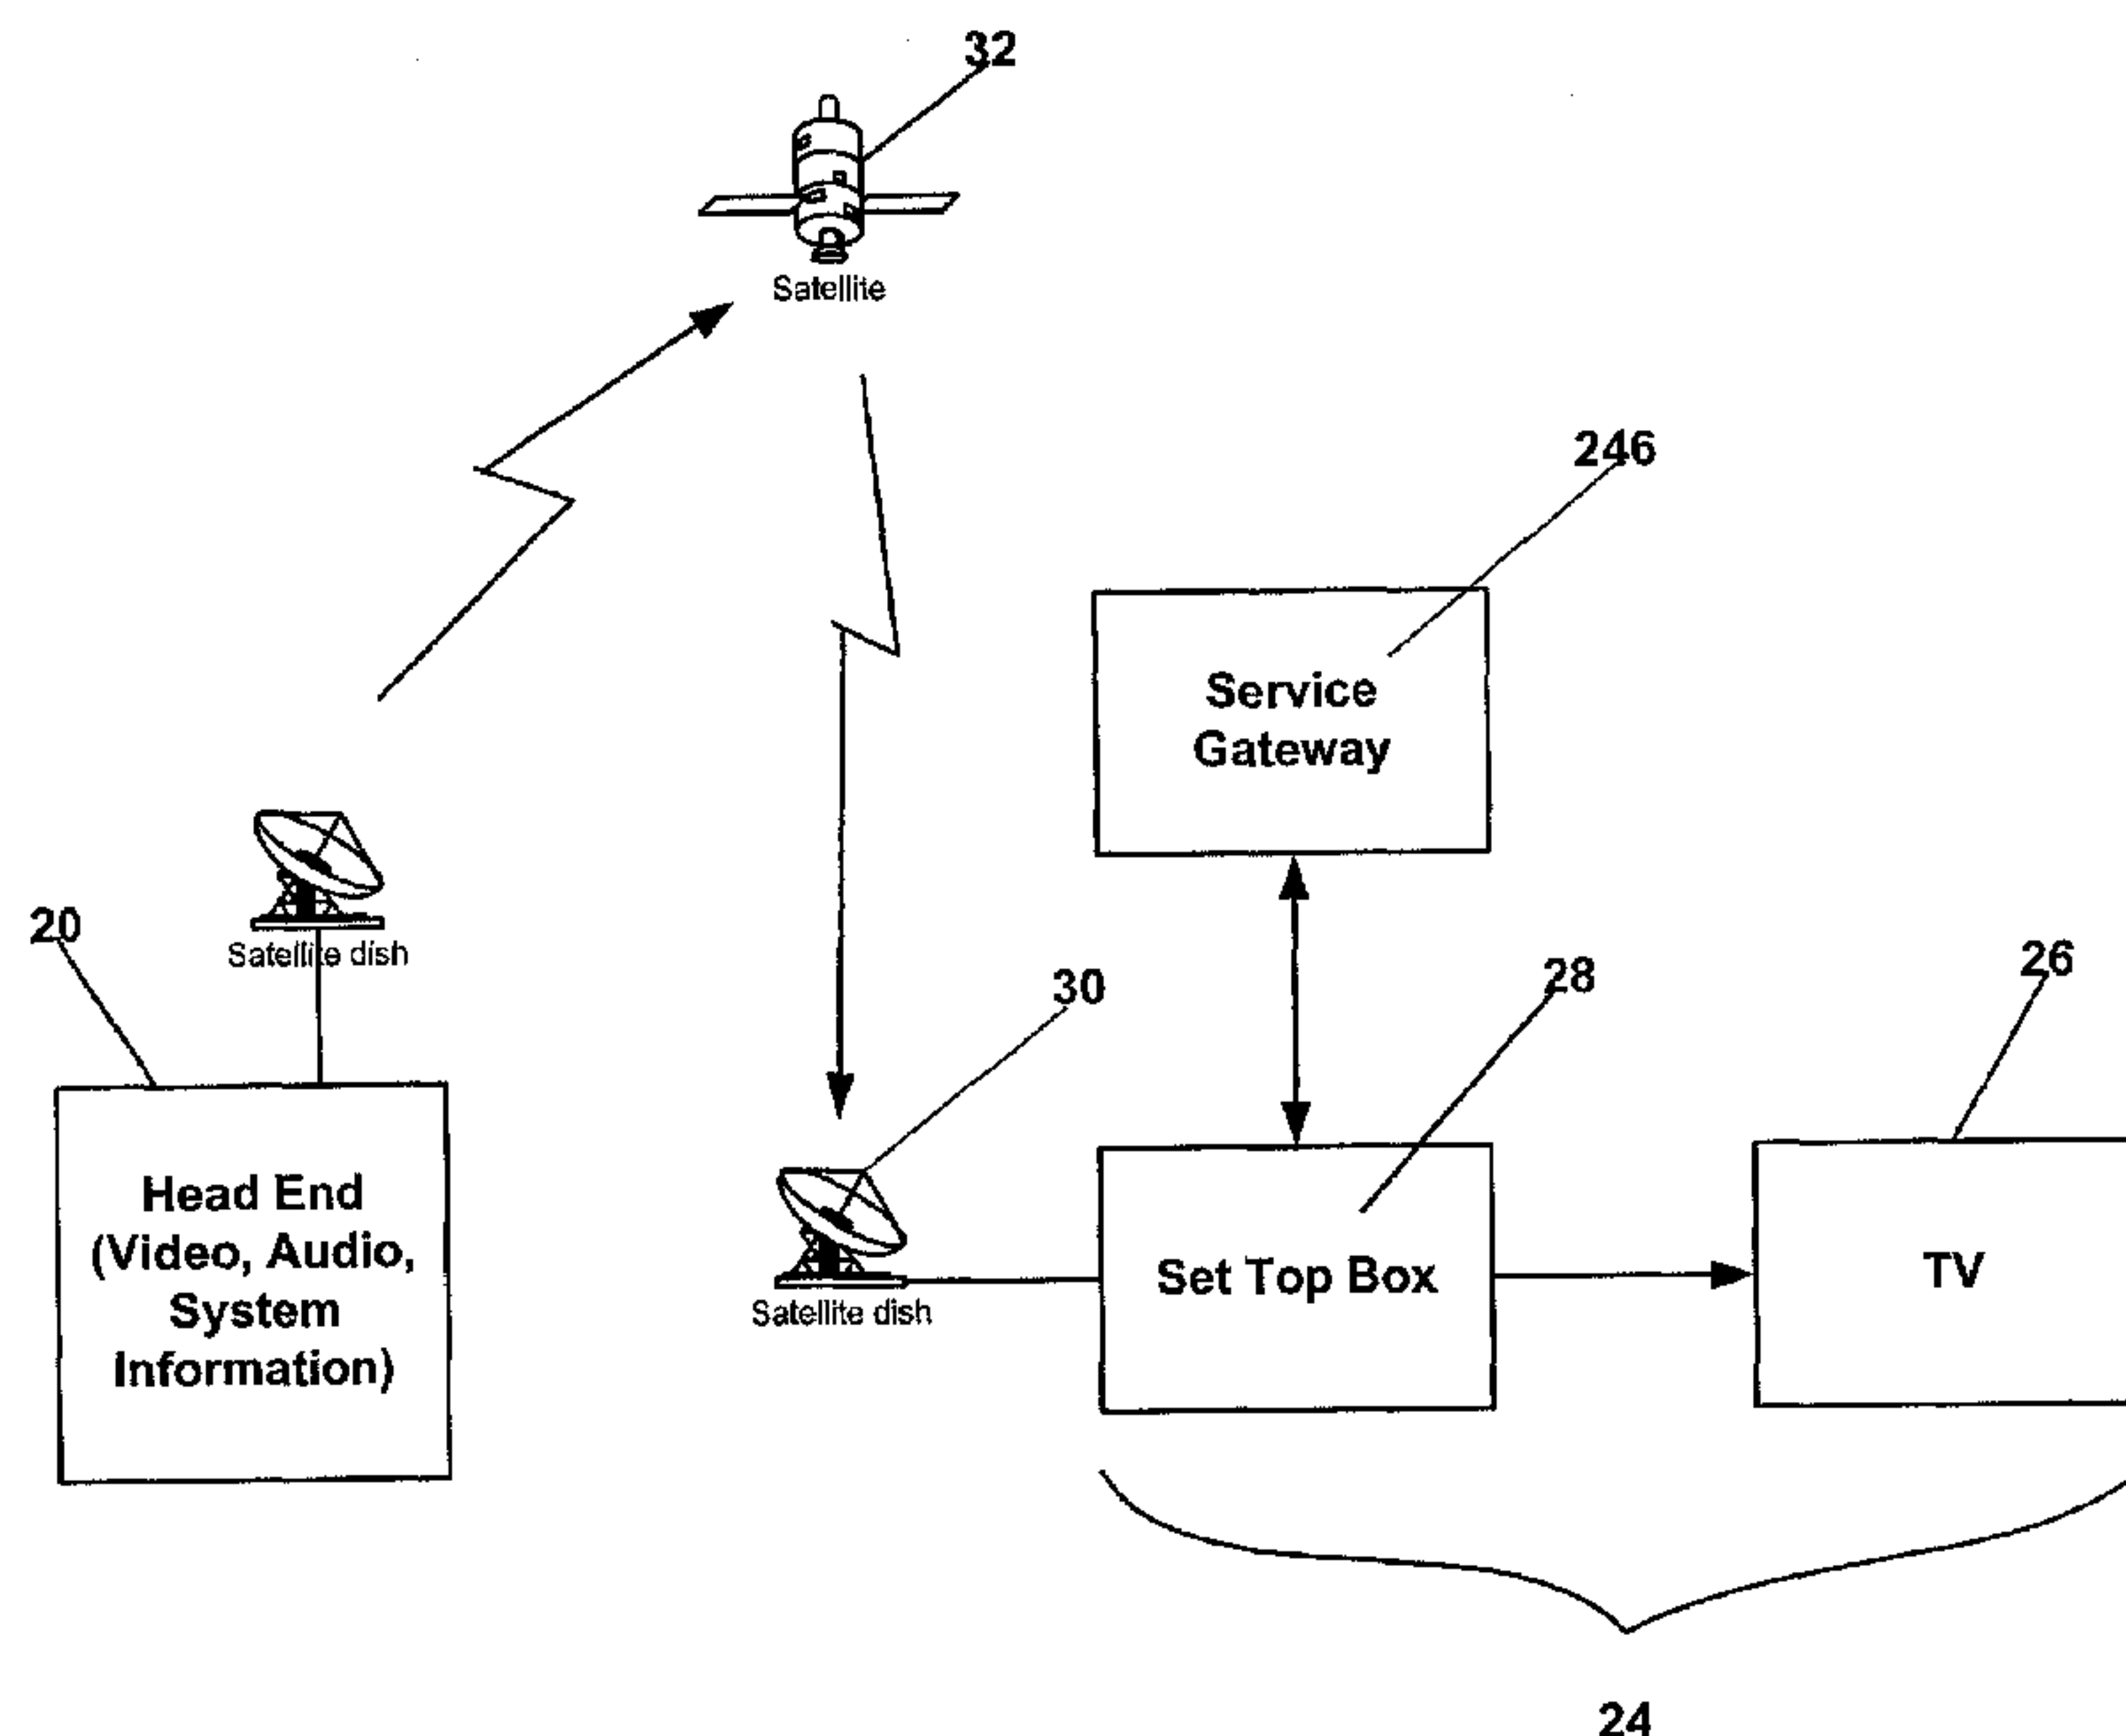 32
Satellite
246
Service
Gateway
20
Satellite dish
30
28
26
Head End
(Video, Audio,
System
Information)
Satellite dish
Set Top Box
TV
24